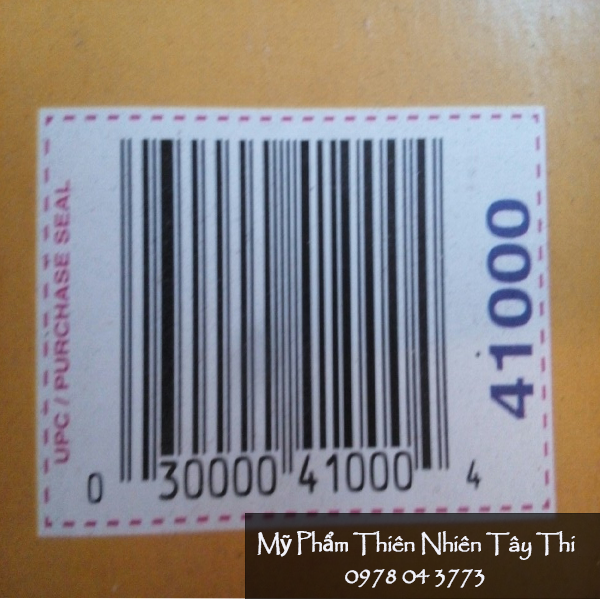 UPC / PURCHASE SEAL
41000
0 30000 41000 4
Mỹ Phẩm Thiên Nhiên Tây Thi
0978 04 3773